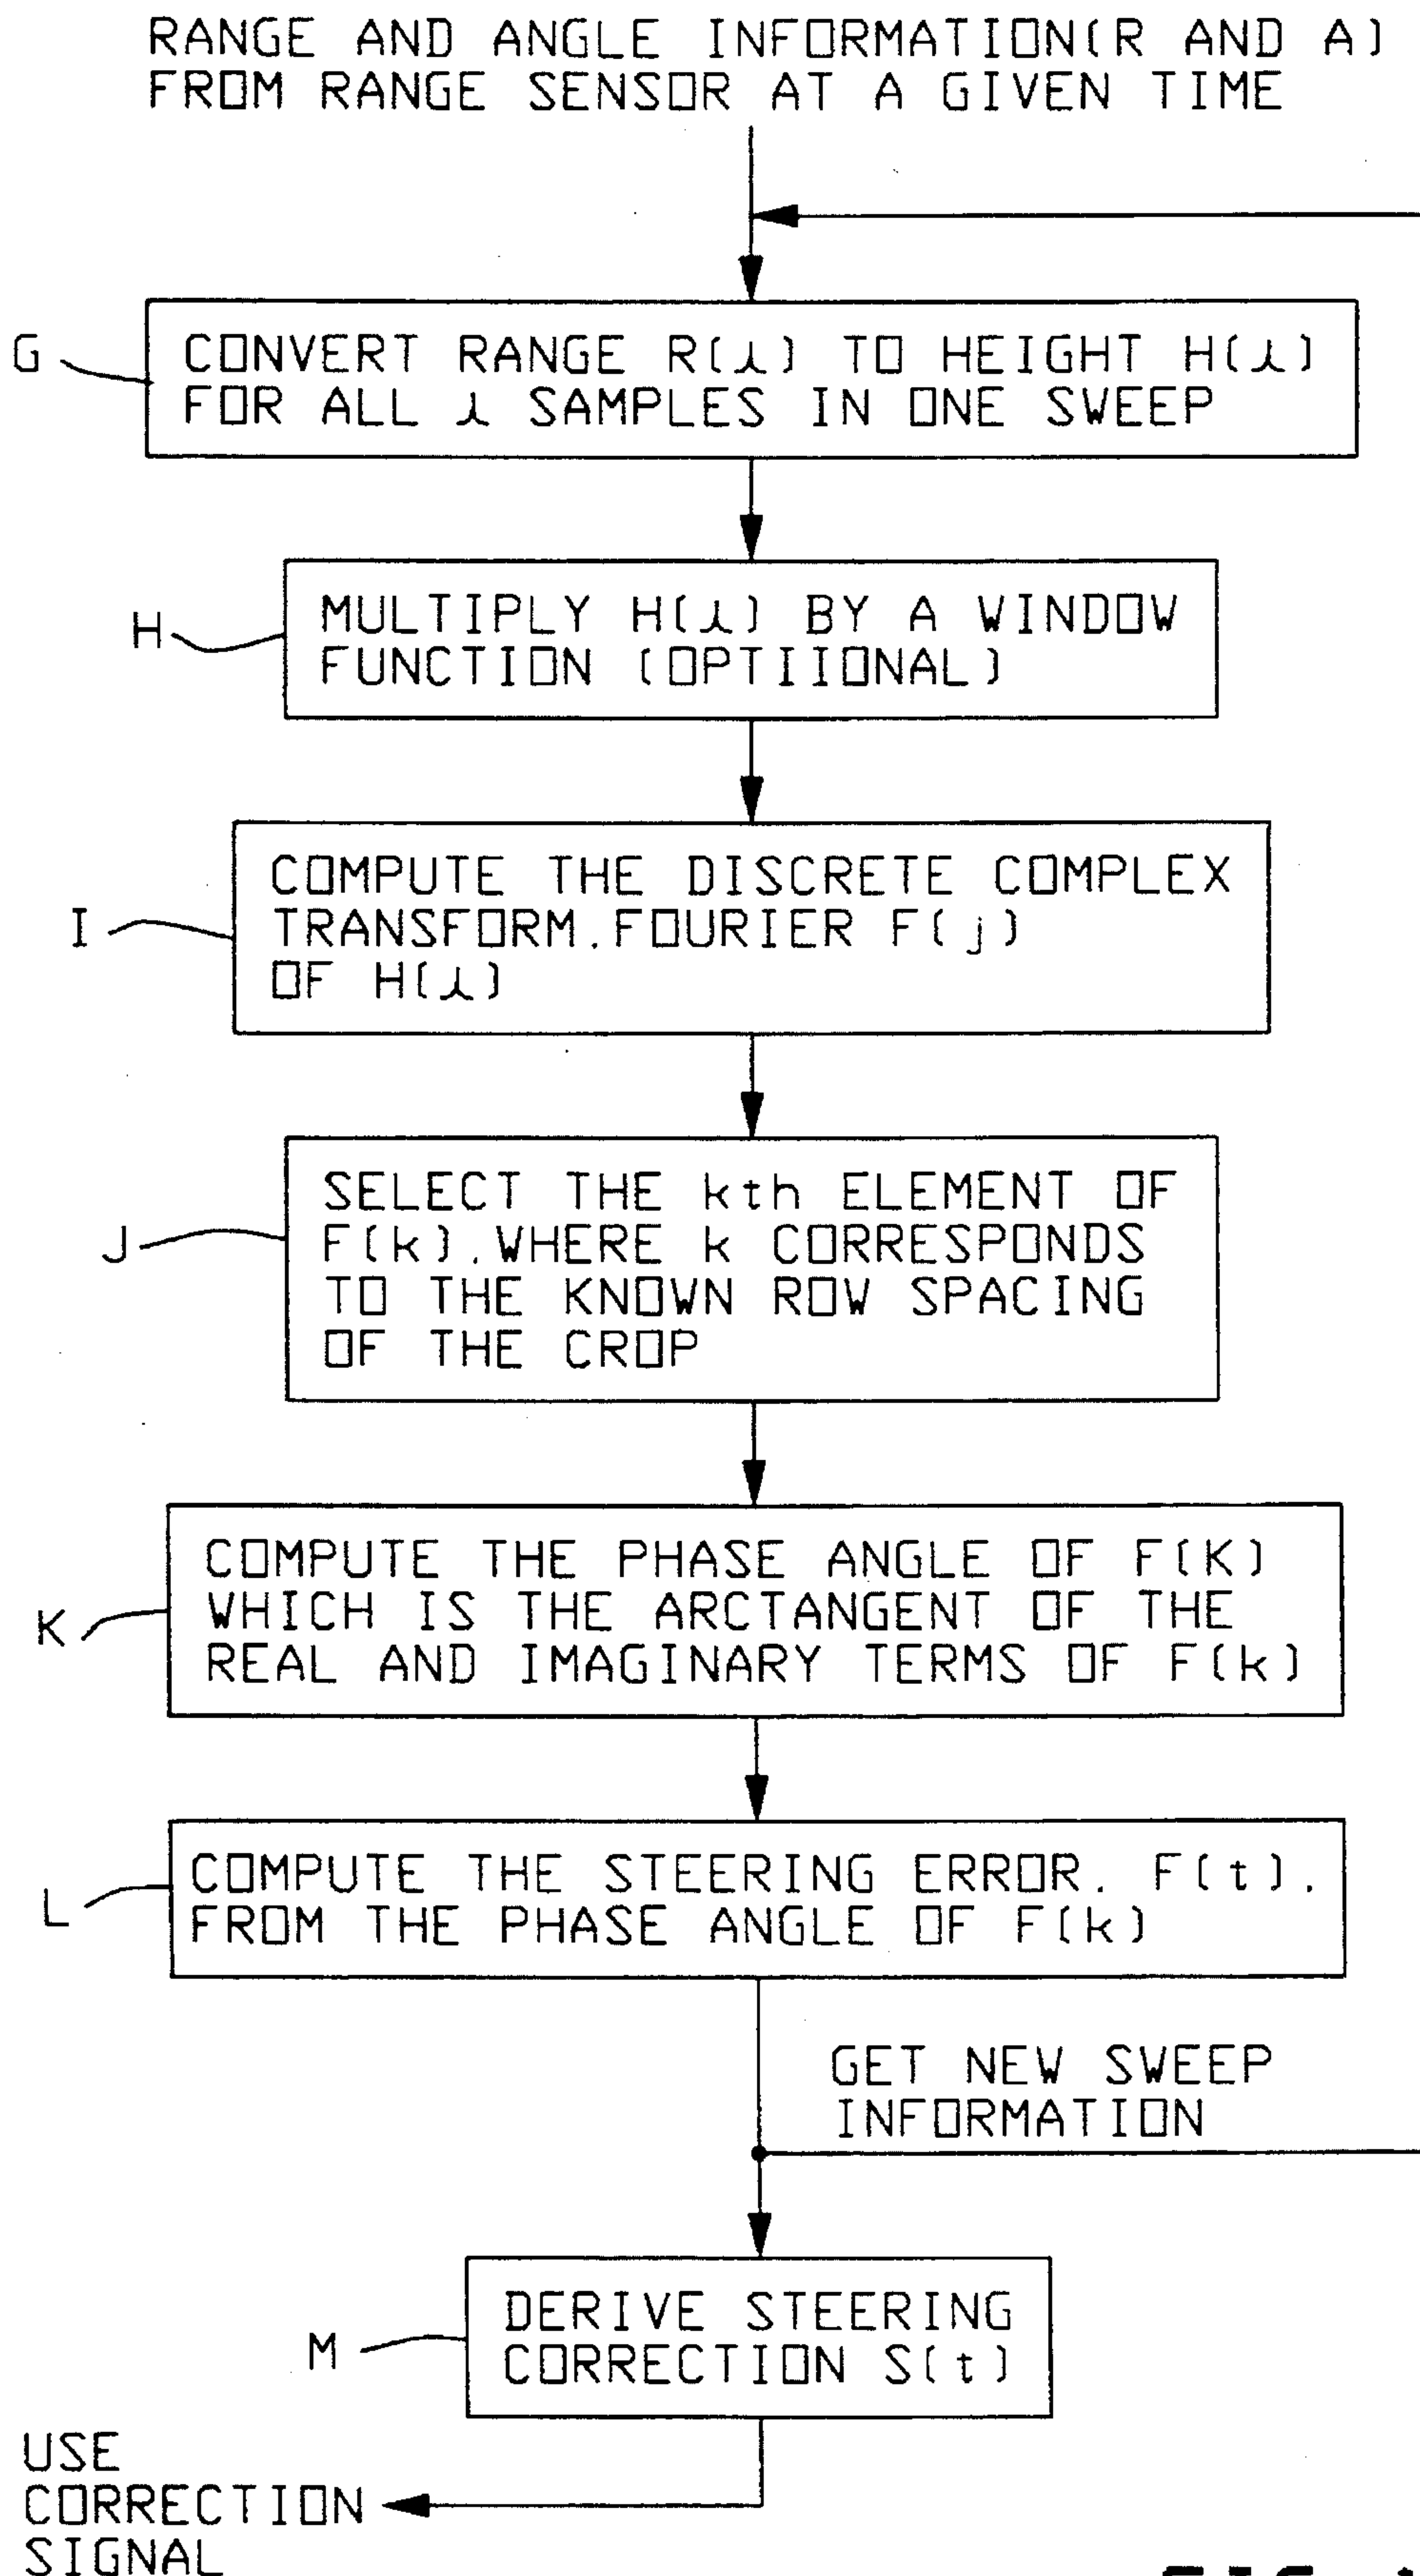 RANGE AND ANGLE INFORMATION(R AND A)
FROM RANGE SENSOR AT A GIVEN TIME
G
CONVERT RANGE R(i) TO HEIGHT H(i)
FOR ALL i SAMPLES IN ONE SWEEP
H
MULTIPLY H(i) BY A WINDOW
FUNCTION (OPTIIONAL)
I
COMPUTE THE DISCRETE COMPLEX
TRANSFORM.FOURIER F(j)
OF H(i)
J
SELECT THE kth ELEMENT OF
F(k).WHERE k CORRESPONDS
TO THE KNOWN ROW SPACING
OF THE CROP
K
COMPUTE THE PHASE ANGLE OF F(K)
WHICH IS THE ARCTANGENT OF THE
REAL AND IMAGINARY TERMS OF F(k)
L
COMPUTE THE STEERING ERROR. F(t).
FROM THE PHASE ANGLE OF F(k)
GET NEW SWEEP
INFORMATION
M
DERIVE STEERING
CORRECTION S(t)
USE
CORRECTION
SIGNAL